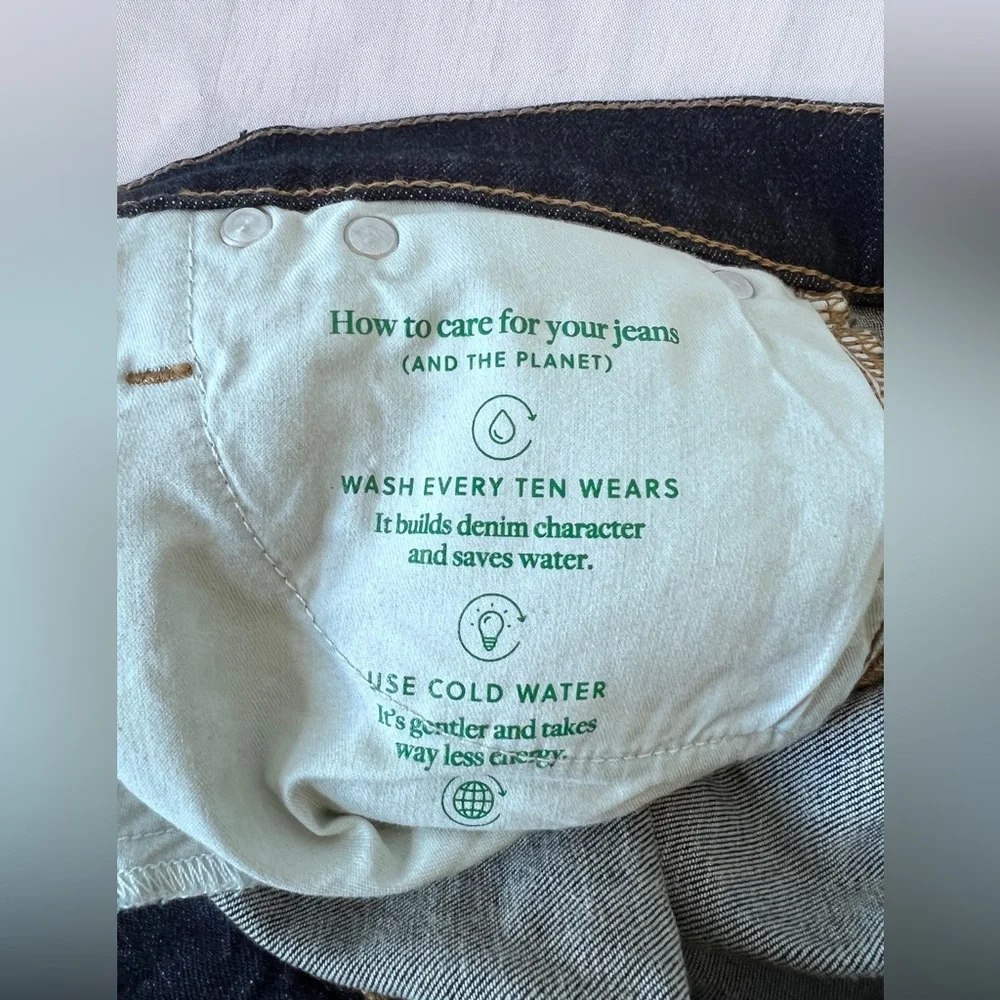 How to care for your jeans
(AND THE PLANET)
WASH EVERY TEN WEARS
It builds denim character
and saves water.
USE COLD WATER
It's gentler and takes
way less energy.